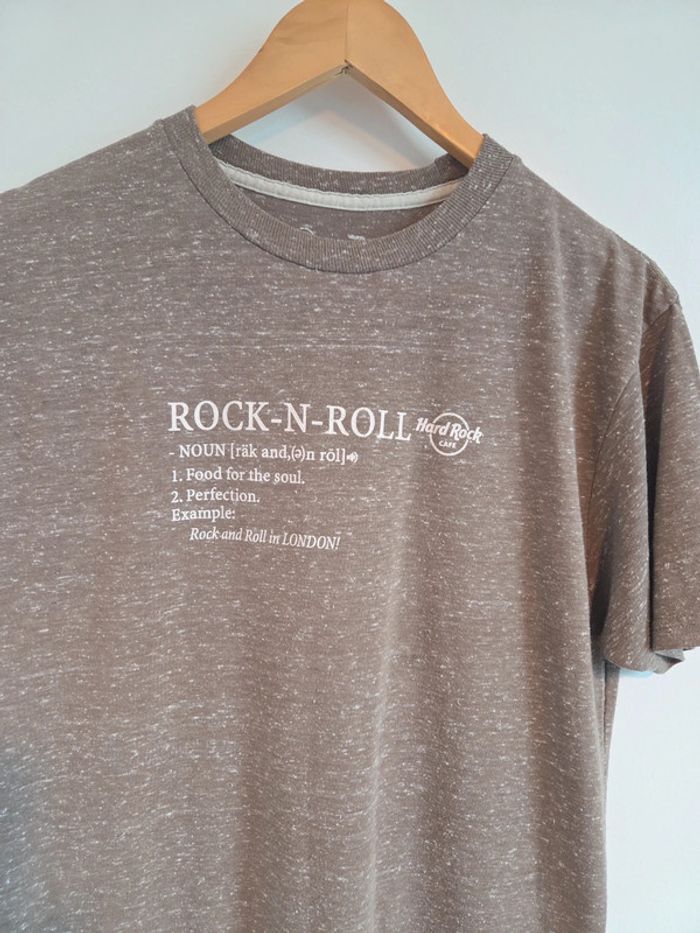 ROCK-N-ROLL Hard Rock CAFE
- NOUN [räk and,(ə)n rōl]
1. Food for the soul.
2. Perfection.
Example:
Rock and Roll in LONDON!